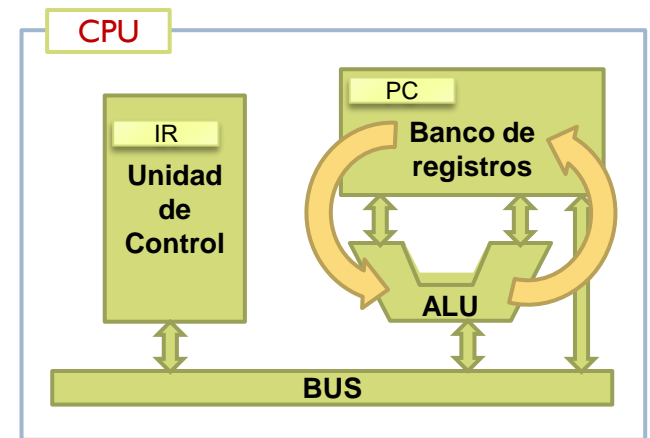 CPU
IR
Unidad
de
Control
PC
Banco de
registros
ALU
BUS